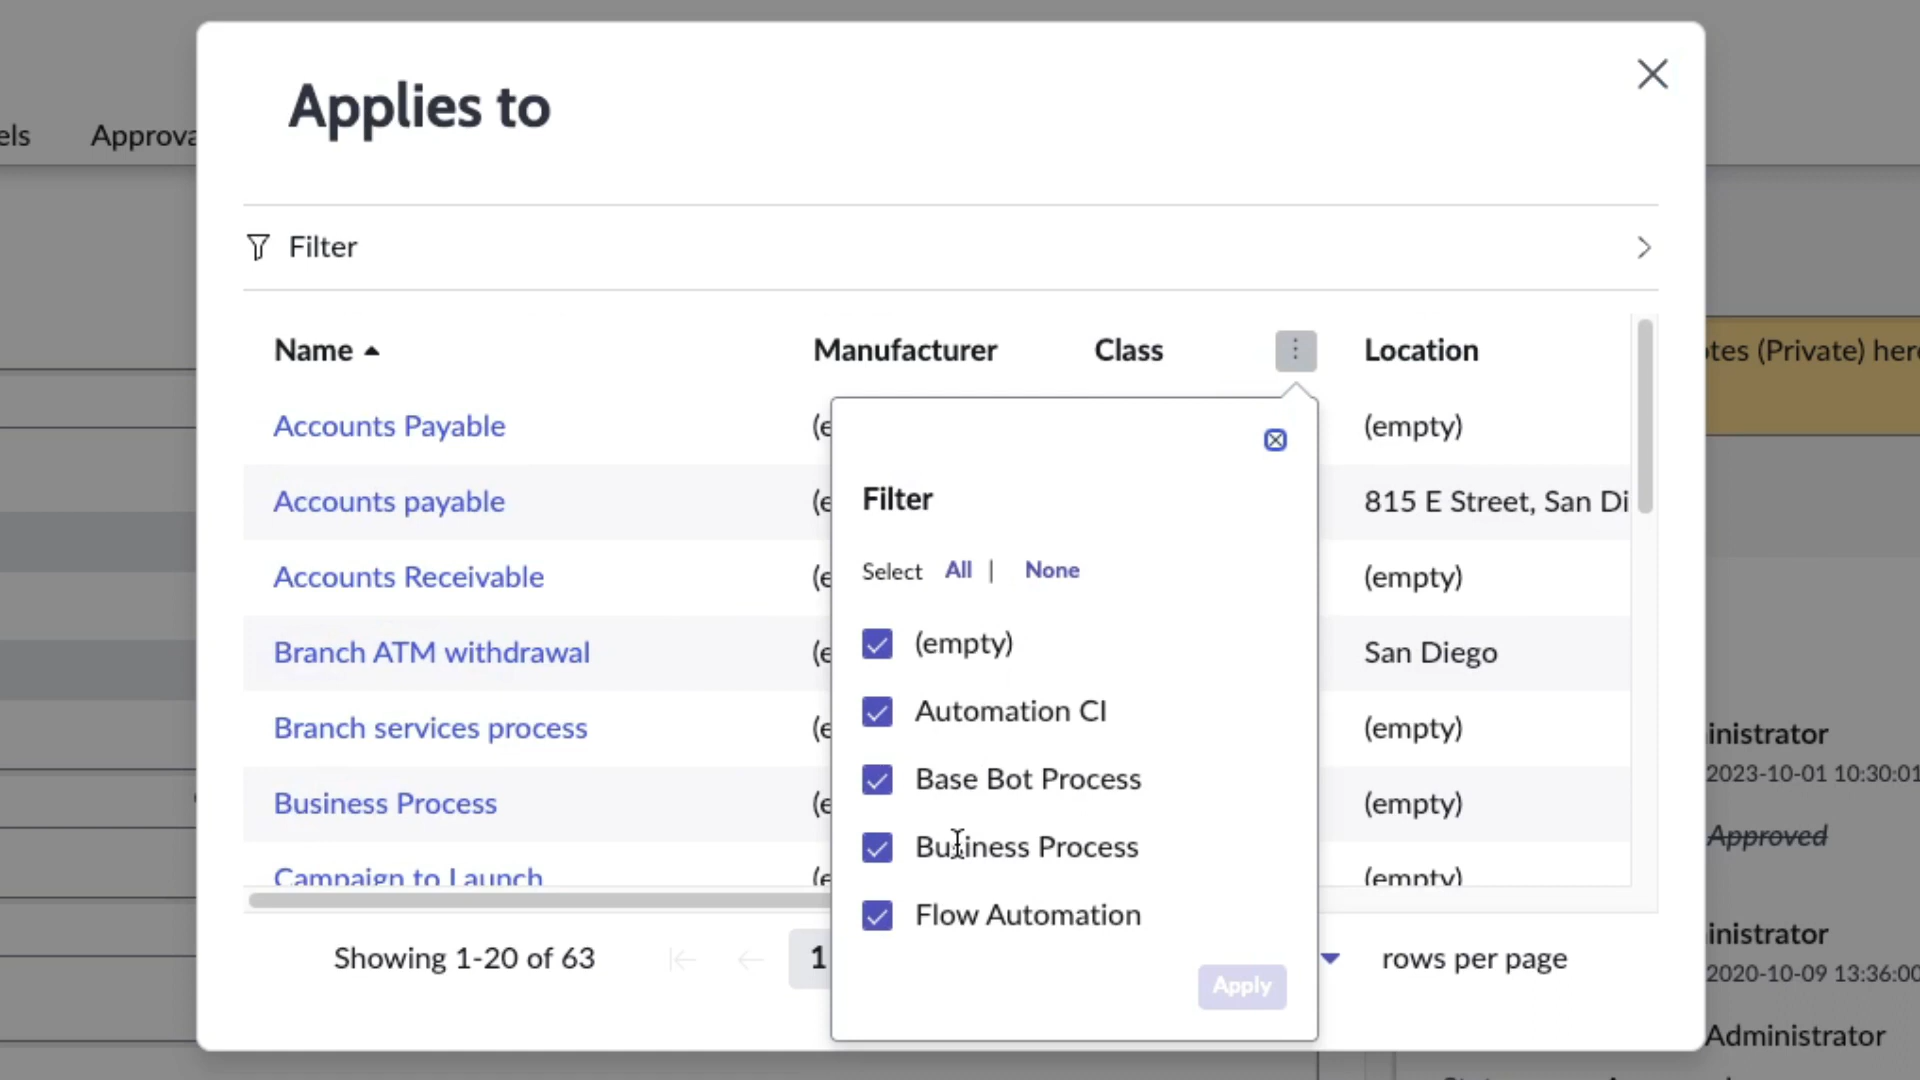 Applies to
els Approva
Filter
Name Manufacturer Class Location
otes (Private) here
Accounts Payable (e (empty)
Accounts payable (e 815 E Street, San Di
Accounts Receivable (e (empty)
Branch ATM withdrawal (e San Diego
Branch services process (e (empty)
Business Process (e (empty)
Campaign to Launch (e (empty)
Filter
Select All | None
(empty)
Automation CI
Base Bot Process
Business Process
Flow Automation
Apply
Showing 1-20 of 63 1 rows per page
inistrator
2023-10-01 10:30:01
Approved
inistrator
2020-10-09 13:36:00
Administrator